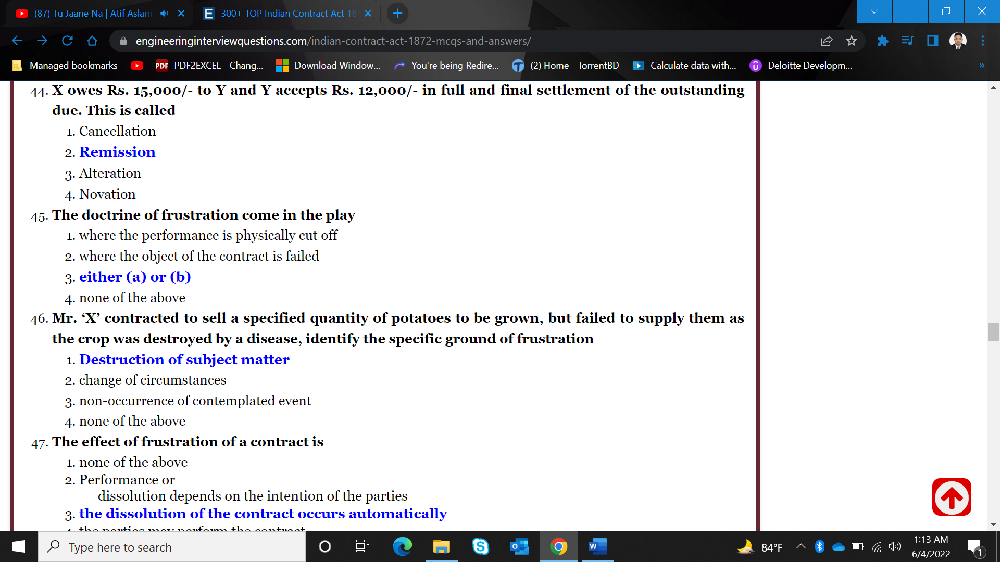 (87) Tu Jaane Na | Atif Aslam
E 300+ TOP Indian Contract Act 18
engineeringinterviewquestions.com/indian-contract-act-1872-mcqs-and-answers/
Managed bookmarks PDF PDF2EXCEL - Chang... Download Window... You're being Redire... (2) Home - TorrentBD Calculate data with... Deloitte Developm... »
44. X owes Rs. 15,000/- to Y and Y accepts Rs. 12,000/- in full and final settlement of the outstanding
due. This is called
1. Cancellation
2. Remission
3. Alteration
4. Novation
45. The doctrine of frustration come in the play
1. where the performance is physically cut off
2. where the object of the contract is failed
3. either (a) or (b)
4. none of the above
46. Mr. ‘X’ contracted to sell a specified quantity of potatoes to be grown, but failed to supply them as
the crop was destroyed by a disease, identify the specific ground of frustration
1. Destruction of subject matter
2. change of circumstances
3. non-occurrence of contemplated event
4. none of the above
47. The effect of frustration of a contract is
1. none of the above
2. Performance or
dissolution depends on the intention of the parties
3. the dissolution of the contract occurs automatically
4. the parties may perform the contract
Type here to search
84°F
1:13 AM
6/4/2022
1